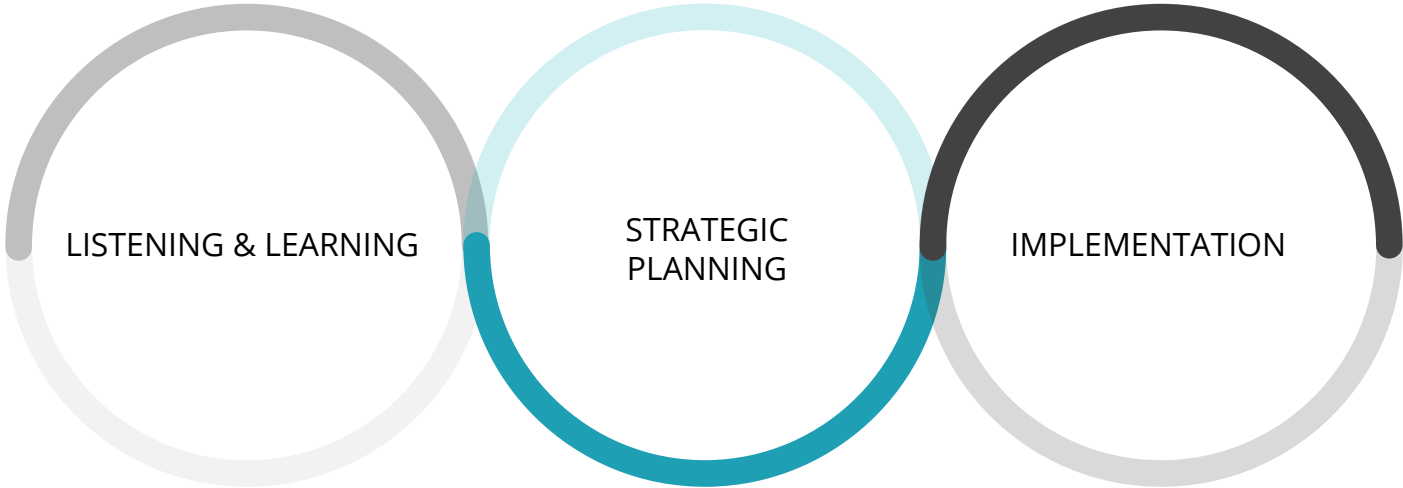 LISTENING & LEARNING
STRATEGIC
PLANNING
IMPLEMENTATION